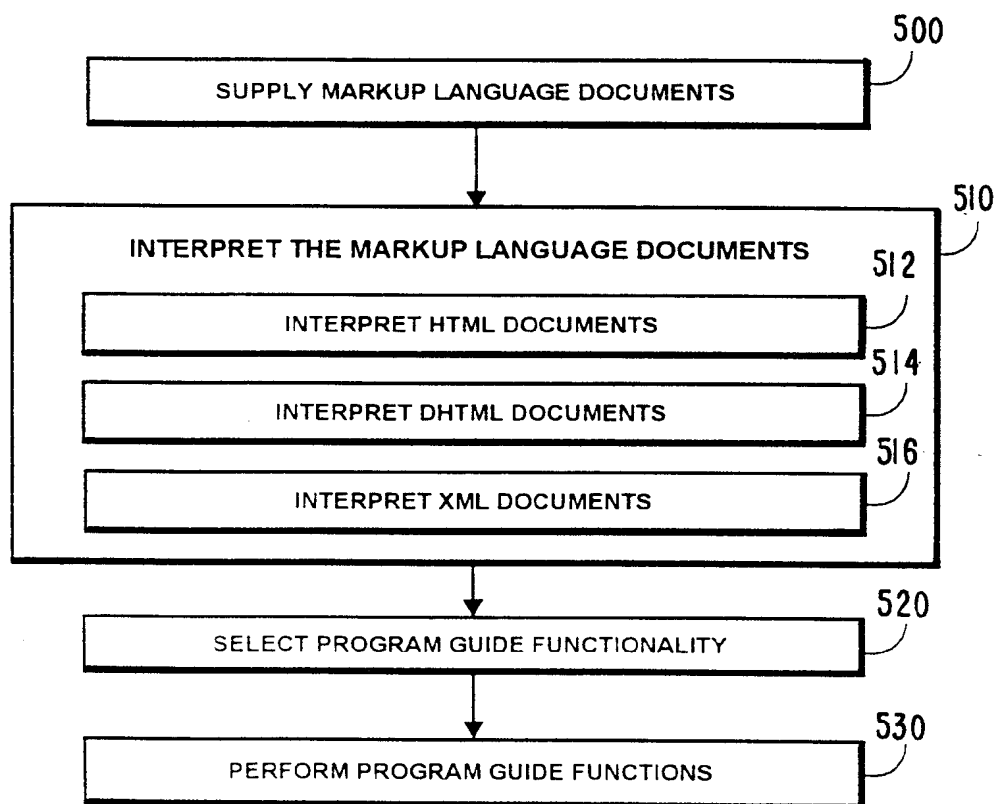 500
SUPPLY MARKUP LANGUAGE DOCUMENTS
510
INTERPRET THE MARKUP LANGUAGE DOCUMENTS
512
INTERPRET HTML DOCUMENTS
514
INTERPRET DHTML DOCUMENTS
516
INTERPRET XML DOCUMENTS
520
SELECT PROGRAM GUIDE FUNCTIONALITY
530
PERFORM PROGRAM GUIDE FUNCTIONS